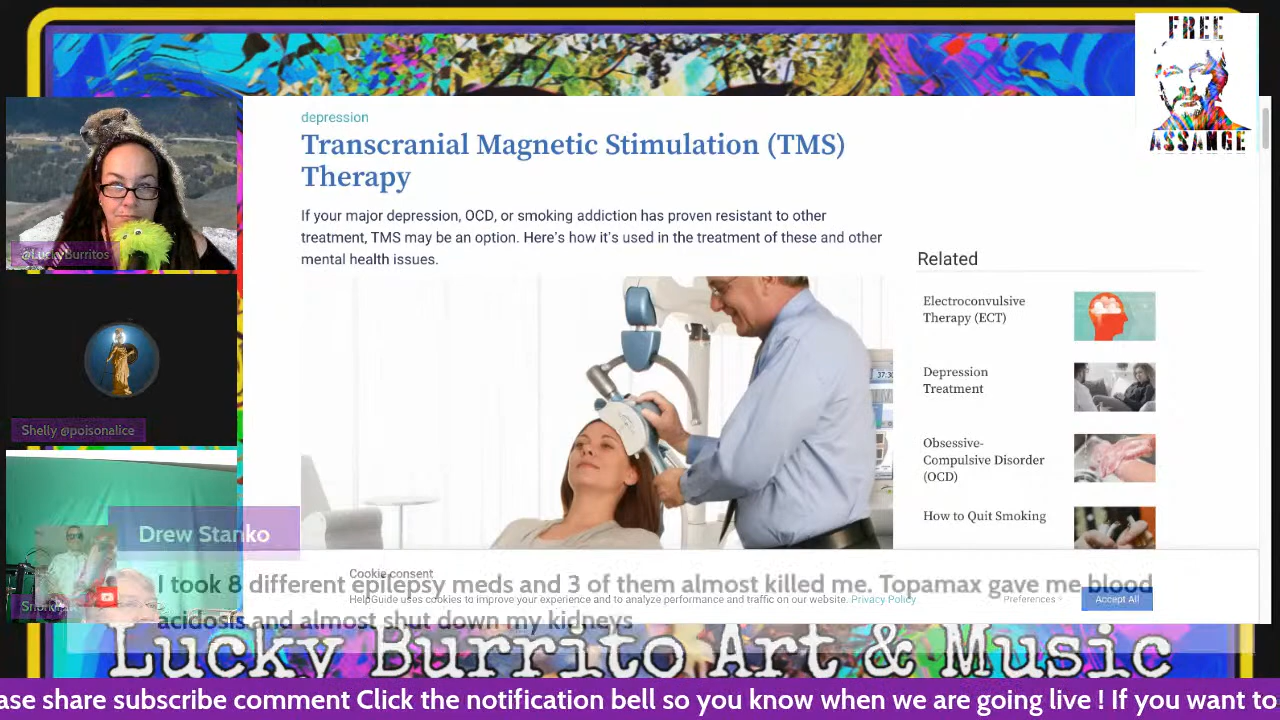 FREE
ASSANGE
depression
Transcranial Magnetic Stimulation (TMS)
Therapy
If your major depression, OCD, or smoking addiction has proven resistant to other
treatment, TMS may be an option. Here's how it's used in the treatment of these and other
mental health issues.
Related
Electroconvulsive
Therapy (ECT)
Depression
Treatment
Obsessive-
Compulsive Disorder
(OCD)
How to Quit Smoking
37:30
Shelly @poisonalice
Drew Stanko
Cookie consent
I took 8 different epilepsy meds and 3 of them almost killed me. Topamax gave me blood
acidosis and almost shut down my kidneys
HelpGuide uses cookies to improve your experience and to analyze performance and traffic on our website. Privacy Policy
Preferences
Accept All
Lucky Burrito Art & Music
ase share subscribe comment Click the notification bell so you know when we are going live ! If you want to